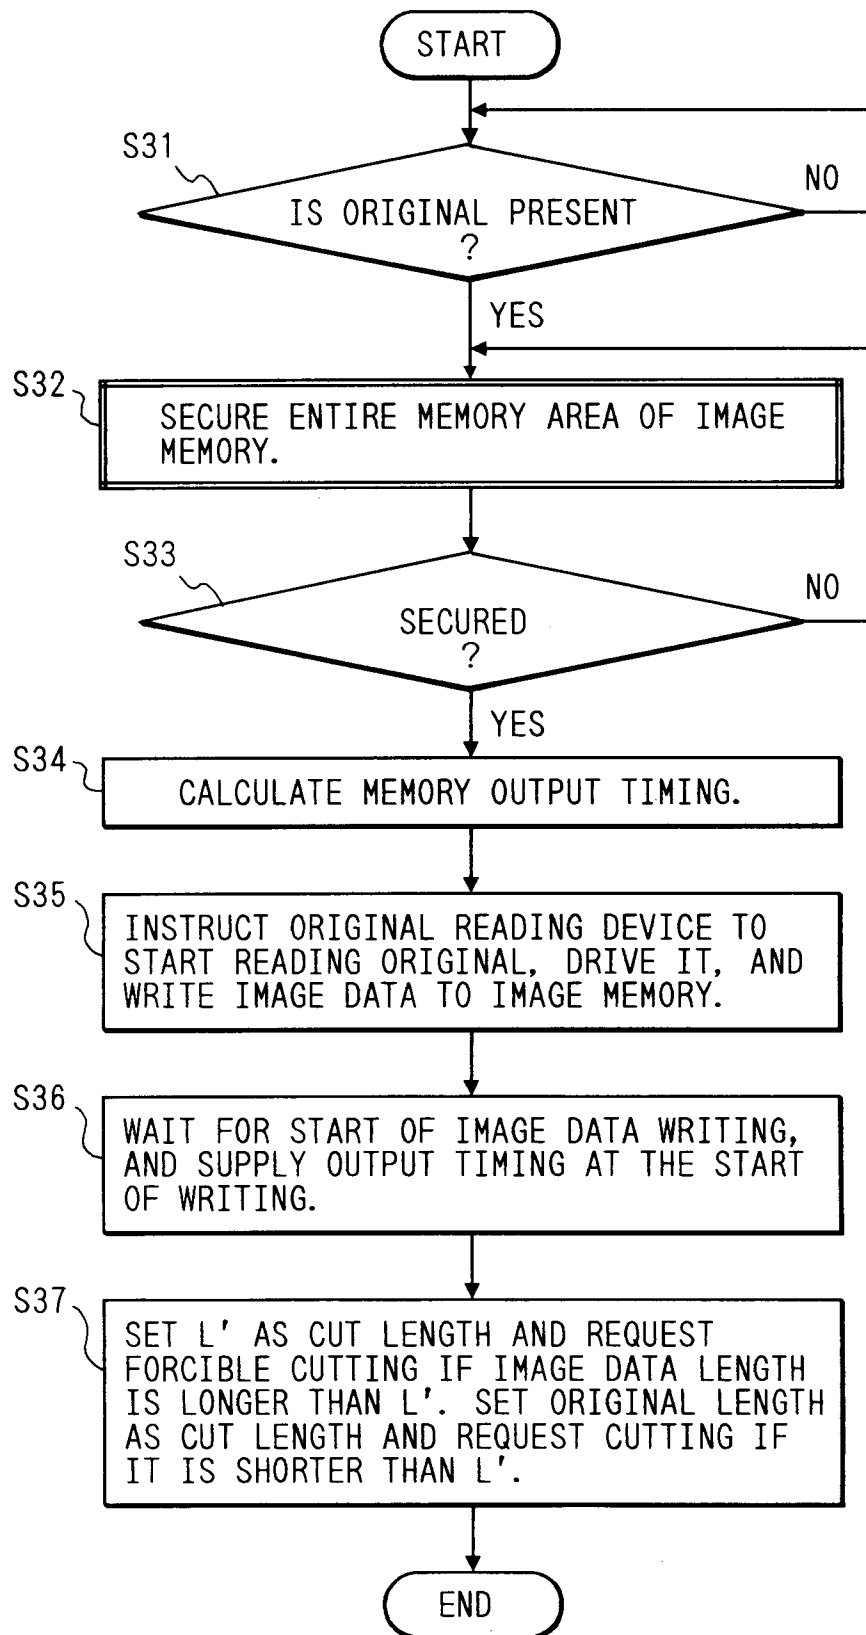 START
S31
NO
IS ORIGINAL PRESENT
?
YES
S32
SECURE ENTIRE MEMORY AREA OF IMAGE
MEMORY.
S33
NO
SECURED
?
YES
S34
CALCULATE MEMORY OUTPUT TIMING.
S35
INSTRUCT ORIGINAL READING DEVICE TO
START READING ORIGINAL, DRIVE IT, AND
WRITE IMAGE DATA TO IMAGE MEMORY.
S36
WAIT FOR START OF IMAGE DATA WRITING,
AND SUPPLY OUTPUT TIMING AT THE START
OF WRITING.
S37
SET L' AS CUT LENGTH AND REQUEST
FORCIBLE CUTTING IF IMAGE DATA LENGTH
IS LONGER THAN L'. SET ORIGINAL LENGTH
AS CUT LENGTH AND REQUEST CUTTING IF
IT IS SHORTER THAN L'.
END